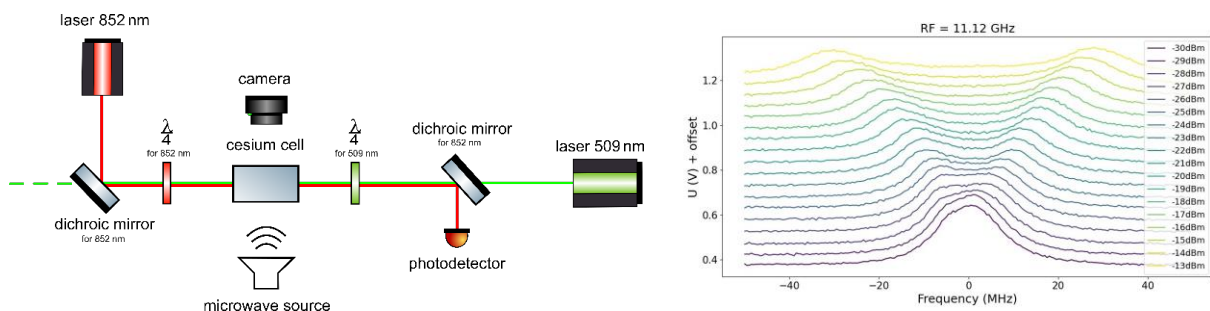 laser 852 nm
camera
λ
4
for 852 nm
cesium cell
λ
4
for 509 nm
dichroic mirror
for 852 nm
laser 509 nm
dichroic mirror
for 852 nm
photodetector
microwave source
RF = 11.12 GHz
U (V) + offset
1.2
1.0
0.8
0.6
0.4
−40
−20
0
20
40
Frequency (MHz)
-30dBm
-29dBm
-28dBm
-27dBm
-26dBm
-25dBm
-24dBm
-23dBm
-22dBm
-21dBm
-20dBm
-19dBm
-18dBm
-17dBm
-16dBm
-15dBm
-14dBm
-13dBm